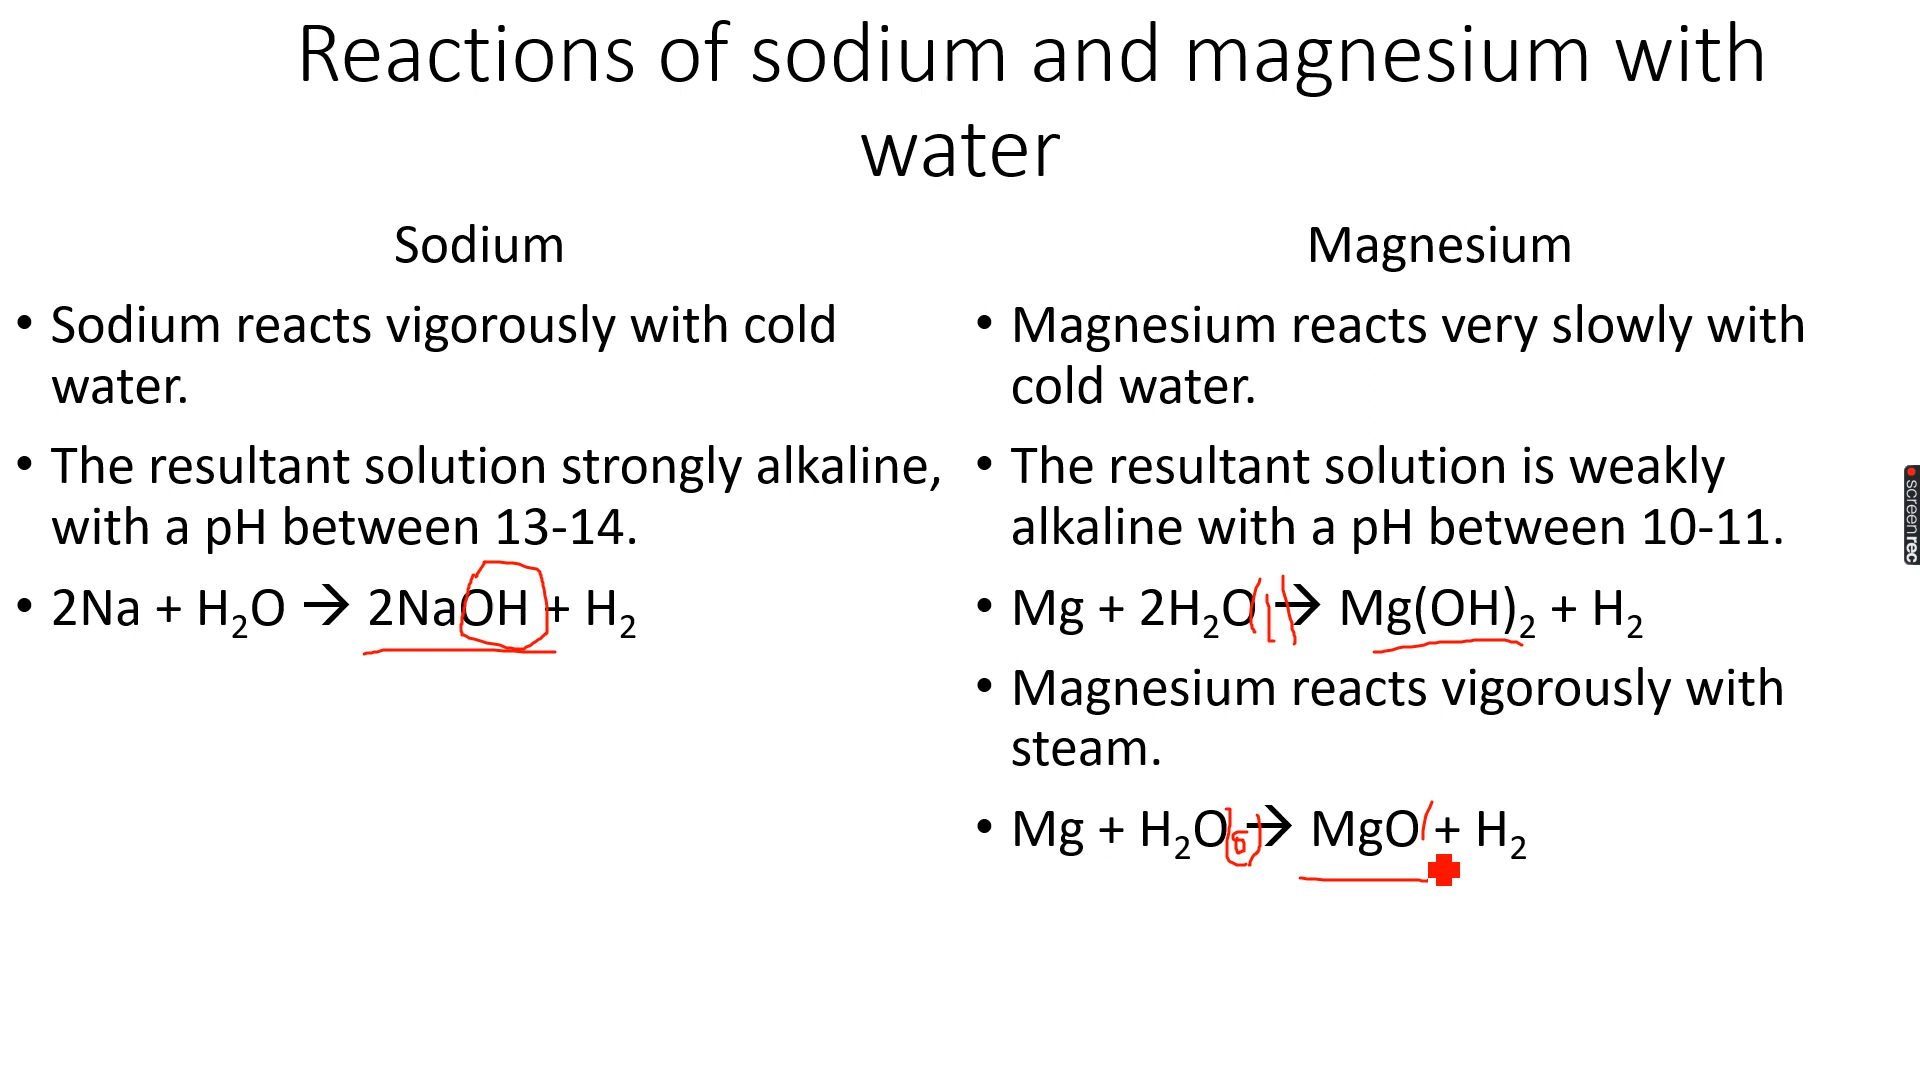 Reactions of sodium and magnesium with
water
Sodium
• Sodium reacts vigorously with cold
water.
• The resultant solution strongly alkaline,
with a pH between 13-14.
• 2Na + H₂O → 2NaOH + H₂
Magnesium
• Magnesium reacts very slowly with
cold water.
• The resultant solution is weakly
alkaline with a pH between 10-11.
• Mg + 2H₂O(l) → Mg(OH)₂ + H₂
• Magnesium reacts vigorously with
steam.
• Mg + H₂O → MgO + H₂
screenrec